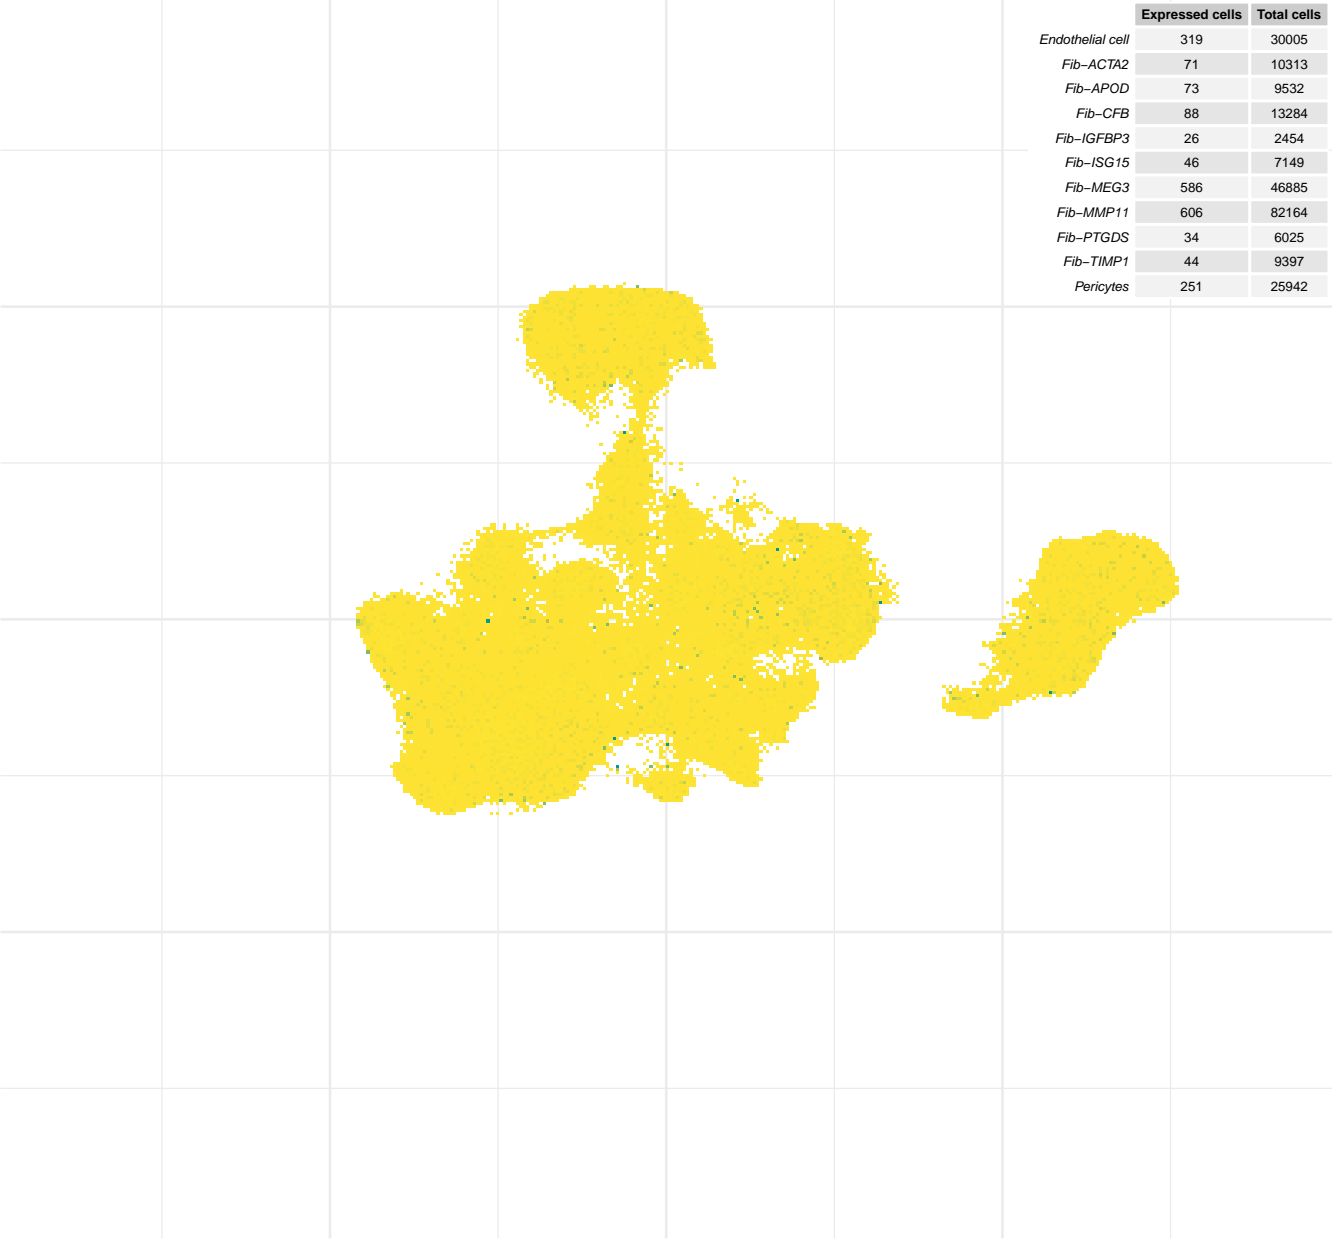 Expressed cells Total cells
Endothelial cell 319 30005
Fib−ACTA2 71 10313
Fib−APOD 73 9532
Fib−CFB 88 13284
Fib−IGFBP3 26 2454
Fib−ISG15 46 7149
Fib−MEG3 586 46885
Fib−MMP11 606 82164
Fib−PTGDS 34 6025
Fib−TIMP1 44 9397
Pericytes 251 25942